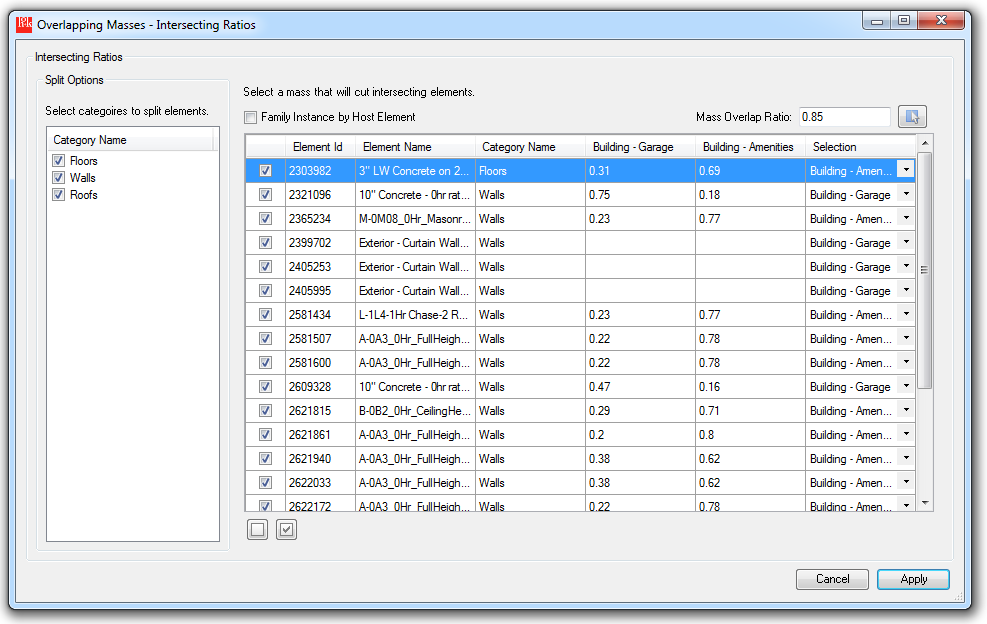 Overlapping Masses - Intersecting Ratios
Intersecting Ratios
Split Options
Select categoires to split elements.
Category Name
Floors
Walls
Roofs
Select a mass that will cut intersecting elements.
Family Instance by Host Element
Mass Overlap Ratio: 0.85
Element Id Element Name Category Name Building - Garage Building - Amenities Selection
2303982 3" LW Concrete on 2... Floors 0.31 0.69 Building - Amen...
2321096 10" Concrete - 0hr rat... Walls 0.75 0.18 Building - Garage
2365234 M-0M08_0Hr_Masonr... Walls 0.23 0.77 Building - Amen...
2399702 Exterior - Curtain Wall... Walls Building - Garage
2405253 Exterior - Curtain Wall... Walls Building - Garage
2405995 Exterior - Curtain Wall... Walls Building - Garage
2581434 L-1L4-1Hr Chase-2 R... Walls 0.23 0.77 Building - Amen...
2581507 A-0A3_0Hr_FullHeigh... Walls 0.22 0.78 Building - Amen...
2581600 A-0A3_0Hr_FullHeigh... Walls 0.22 0.78 Building - Amen...
2609328 10" Concrete - 0hr rat... Walls 0.47 0.16 Building - Garage
2621815 B-0B2_0Hr_CeilingHe... Walls 0.29 0.71 Building - Amen...
2621861 A-0A3_0Hr_FullHeigh... Walls 0.2 0.8 Building - Amen...
2621940 A-0A3_0Hr_FullHeigh... Walls 0.38 0.62 Building - Amen...
2622033 A-0A3_0Hr_FullHeigh... Walls 0.38 0.62 Building - Amen...
2622172 A-0A3_0Hr_FullHeigh... Walls 0.22 0.78 Building - Amen...
Cancel Apply